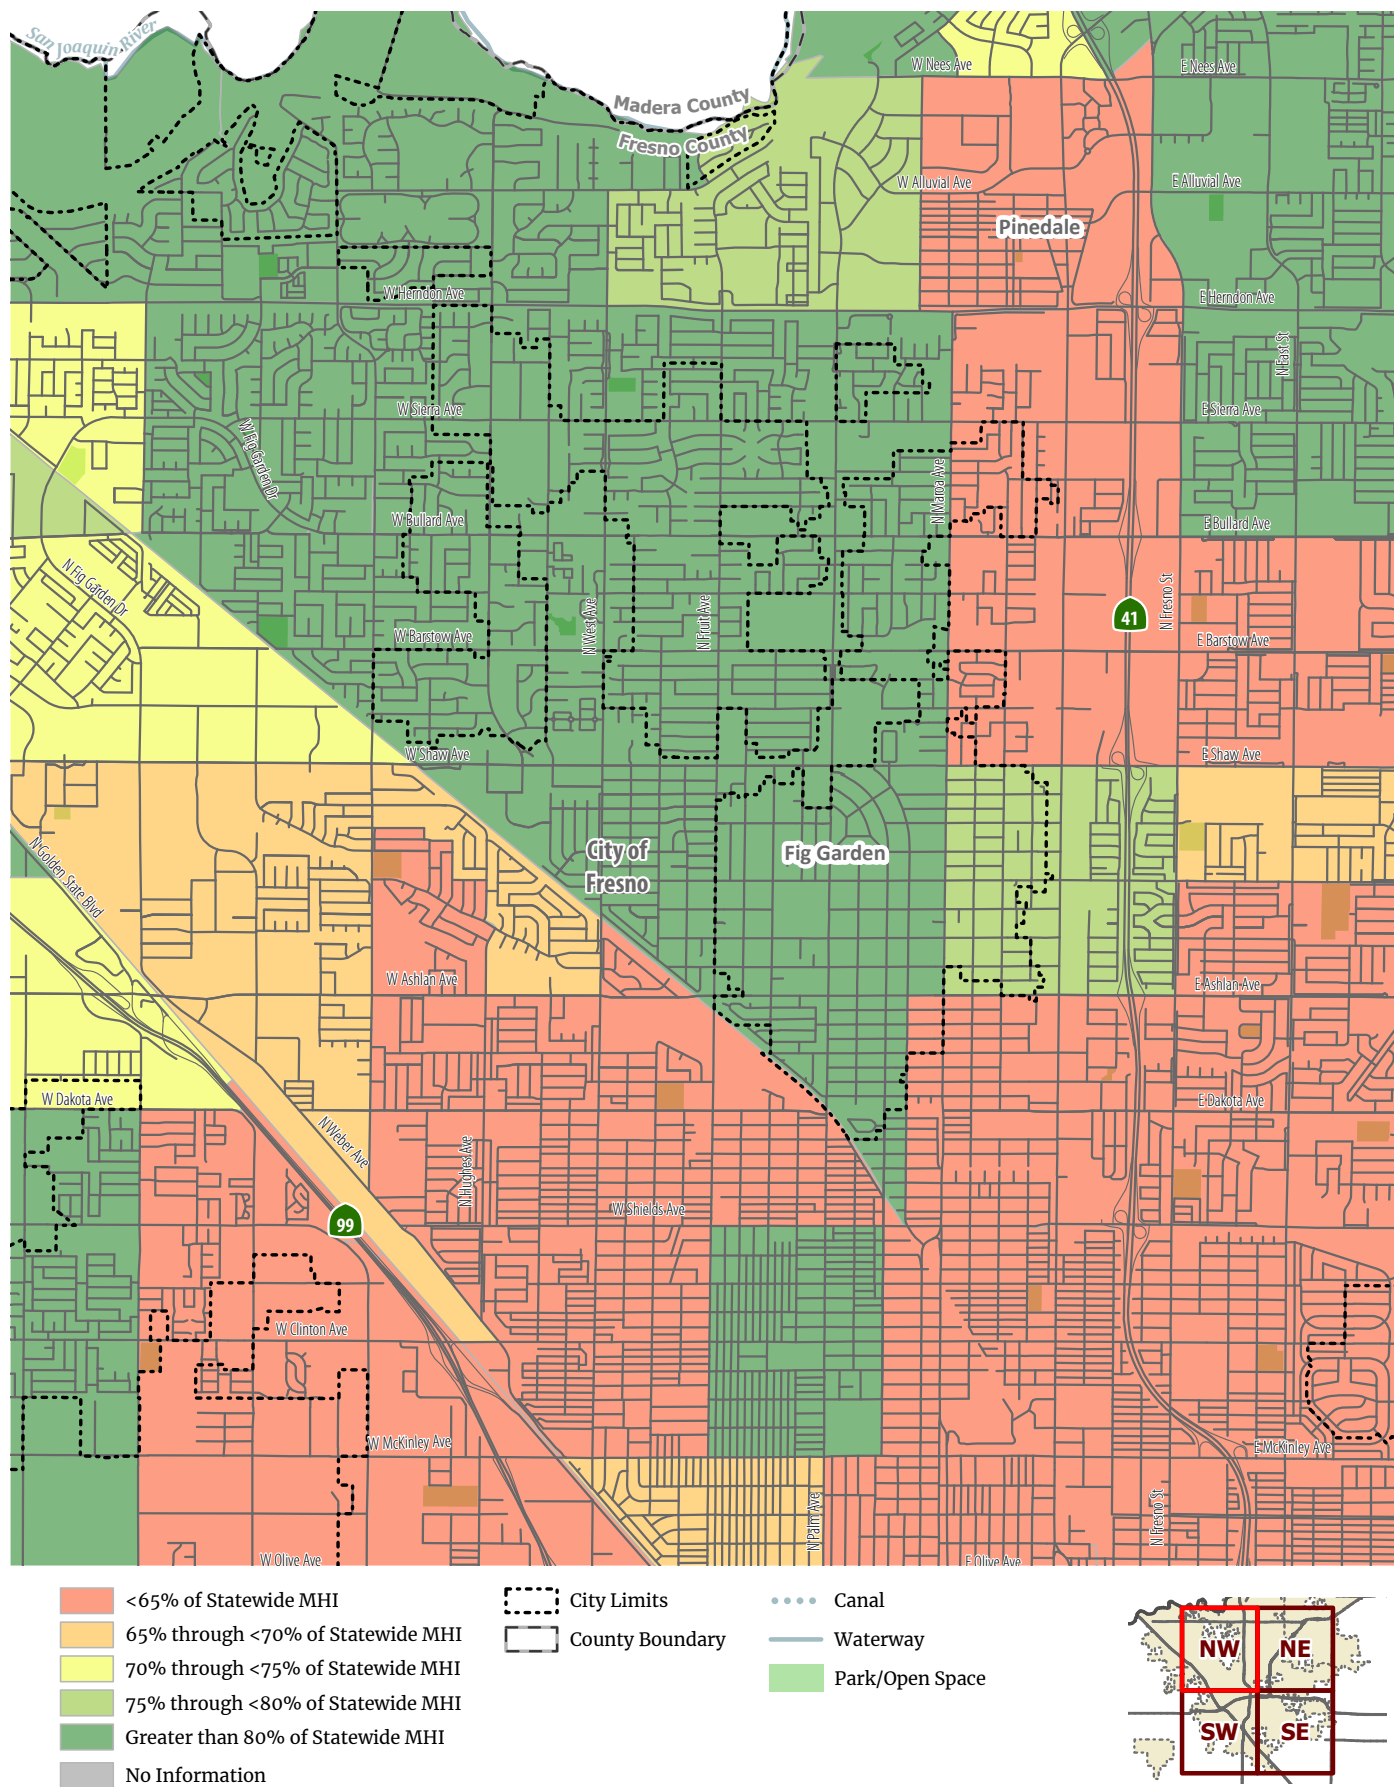 San Joaquin River
Madera County
Fresno County
W Nees Ave
E Nees Ave
W Alluvial Ave
E Alluvial Ave
Pinedale
W Herndon Ave
E Herndon Ave
N East St
W Sierra Ave
E Sierra Ave
W Fig Garden Dr
N Maroa Ave
W Bullard Ave
E Bullard Ave
N Fig Garden Dr
N West Ave
N Fruit Ave
N Fresno St
41
W Barstow Ave
E Barstow Ave
W Shaw Ave
E Shaw Ave
City of
Fresno
Fig Garden
N Golden State Blvd
W Ashlan Ave
E Ashlan Ave
W Dakota Ave
E Dakota Ave
N Weber Ave
N Hughes Ave
W Shields Ave
99
W Clinton Ave
W McKinley Ave
E McKinley Ave
N Palm Ave
N Fresno St
W Olive Ave
E Olive Ave
<65% of Statewide MHI
65% through <70% of Statewide MHI
70% through <75% of Statewide MHI
75% through <80% of Statewide MHI
Greater than 80% of Statewide MHI
No Information
City Limits
County Boundary
Canal
Waterway
Park/Open Space
NW
NE
SW
SE